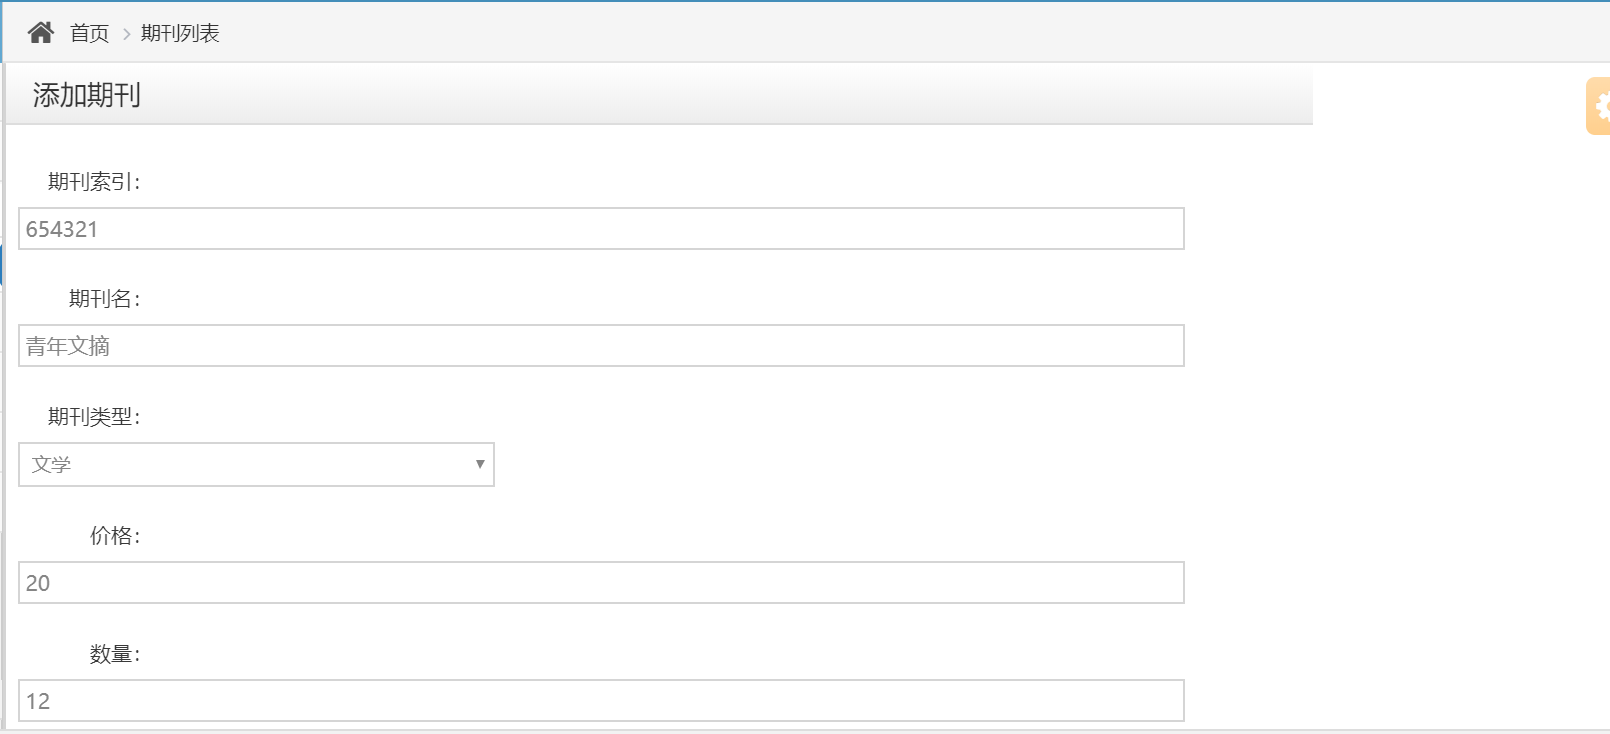 首页 > 期刊列表
添加期刊
期刊索引：
654321
期刊名：
青年文摘
期刊类型：
文学
价格：
20
数量：
12